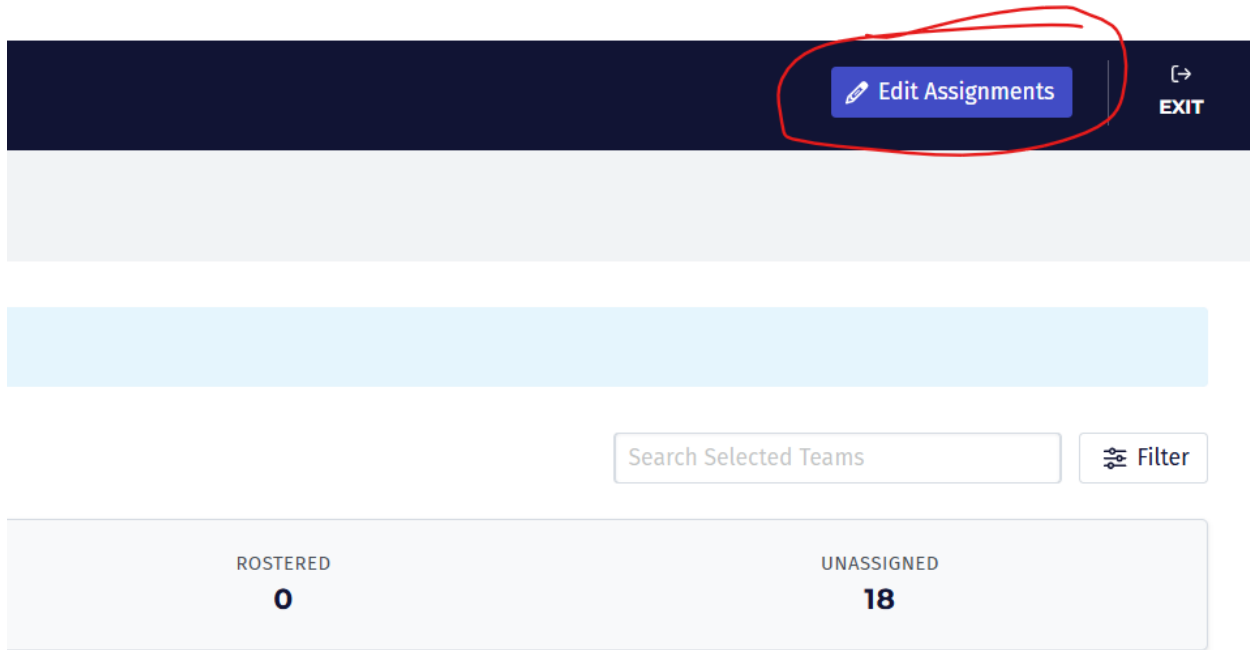 Edit Assignments
EXIT
Search Selected Teams
Filter
ROSTERED
UNASSIGNED
0
18